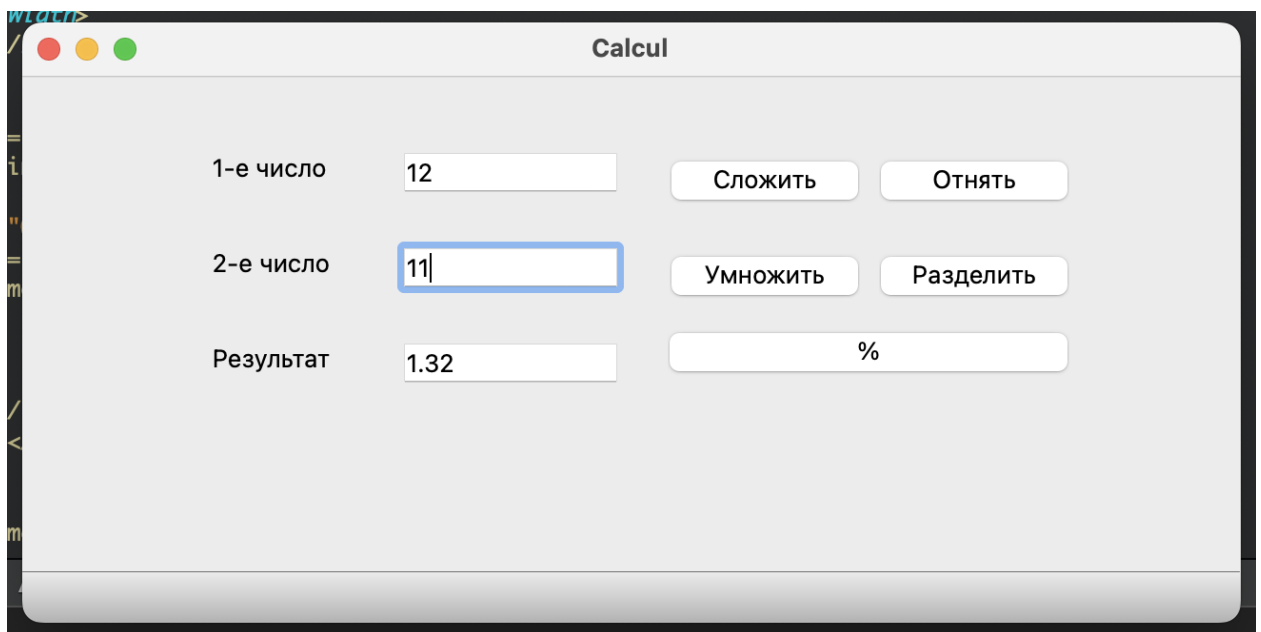 Calcul
1-е число 12 Сложить Отнять
2-е число 11 Умножить Разделить
Результат 1.32 %